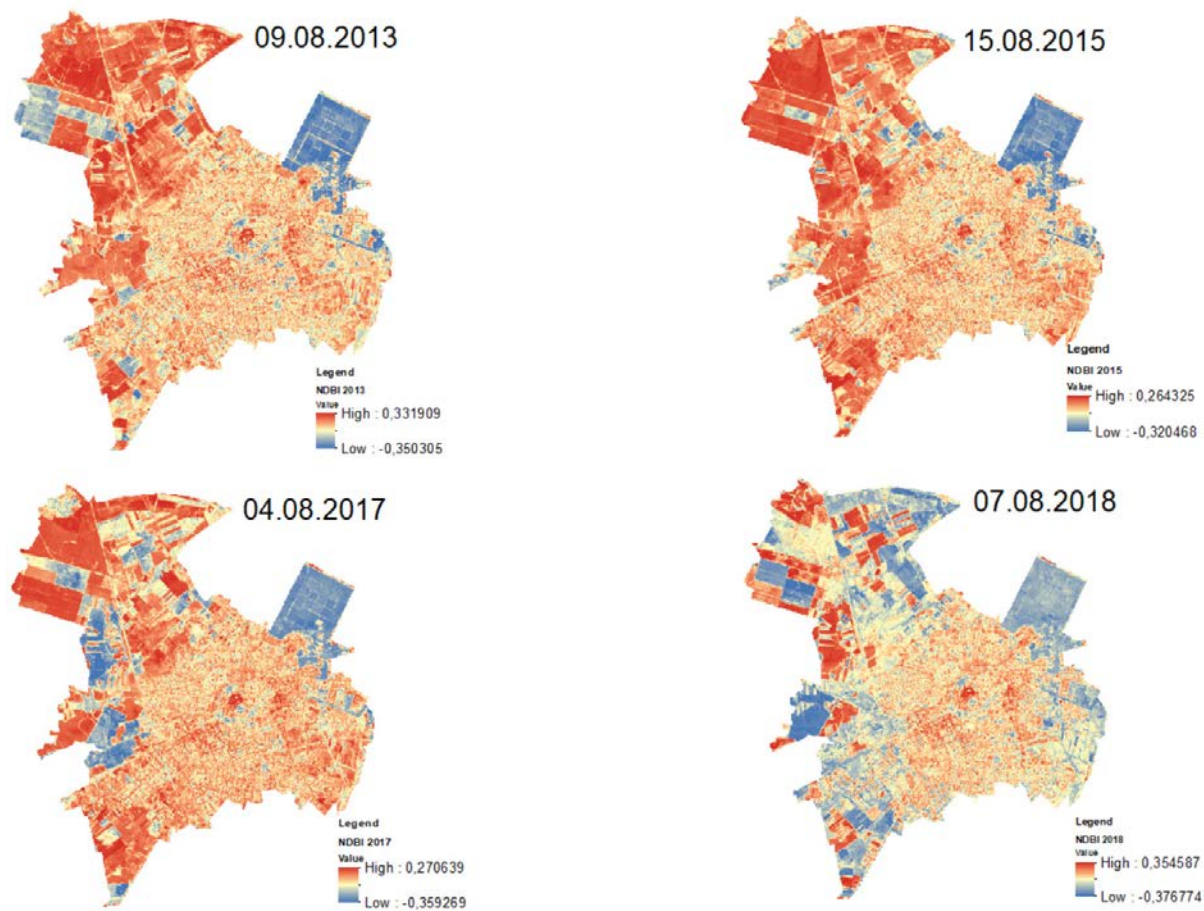 09.08.2013
Legend
NDBI 2013
Value
High : 0,331909
Low : -0,350305
15.08.2015
Legend
NDBI 2015
Value
High : 0,264325
Low : -0,320468
04.08.2017
Legend
NDBI 2017
Value
High : 0,270639
Low : -0,359269
07.08.2018
Legend
NDBI 2018
Value
High : 0,354587
Low : -0,376774